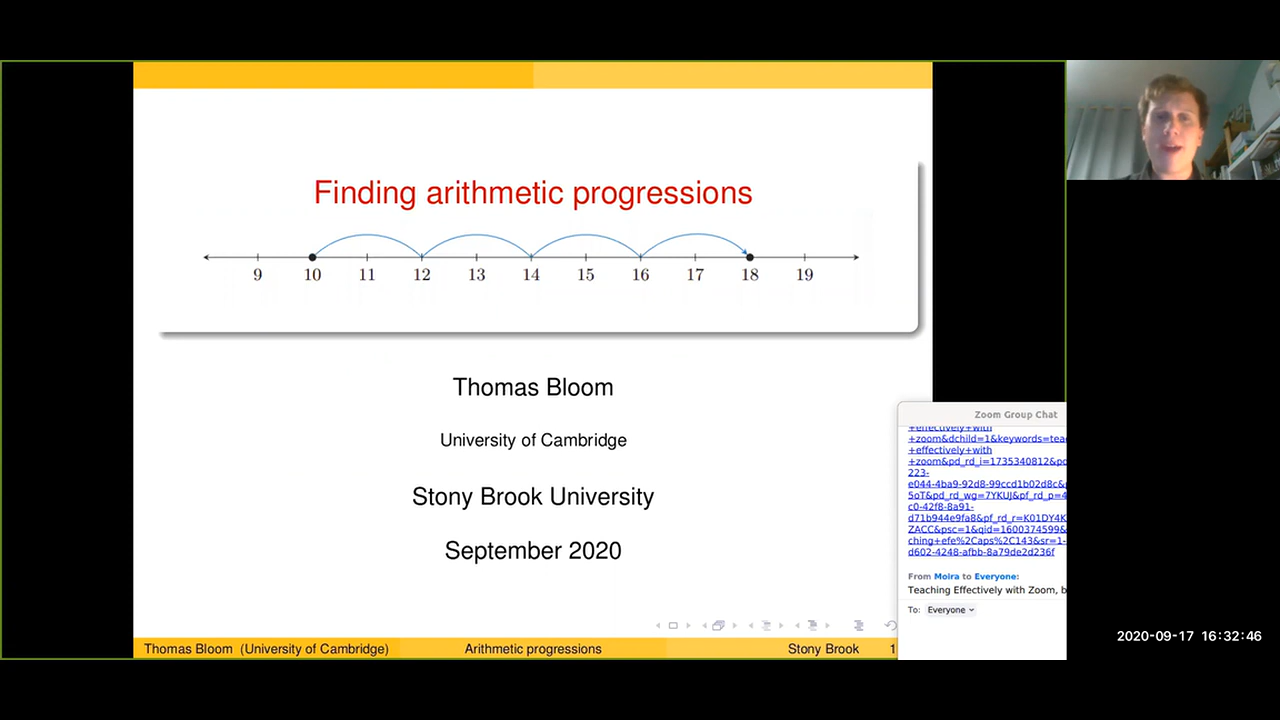 Finding arithmetic progressions
9 10 11 12 13 14 15 16 17 18 19
Thomas Bloom
University of Cambridge
Stony Brook University
September 2020
Thomas Bloom (University of Cambridge) Arithmetic progressions Stony Brook 1
Zoom Group Chat
+effectively+with
+zoom&dchild=1&keywords=tea
+effectively+with
+zoom&pd_rd_i=1735340812&pd
223-
e044-4ba9-92d8-99ccd1b02d8c&
5oT&pd_rd_wg=7YKUJ&pf_rd_p=4
c0-42f8-8a91-
d71b944e9fa8&pf_rd_r=K01DY4K
ZACC&psc=1&qid=1600374599&
ching+efe%2Caps%2C143&sr=1-
d602-4248-afbb-8a79de2d236f
From Moira to Everyone:
Teaching Effectively with Zoom, b
To: Everyone
2020-09-17 16:32:46